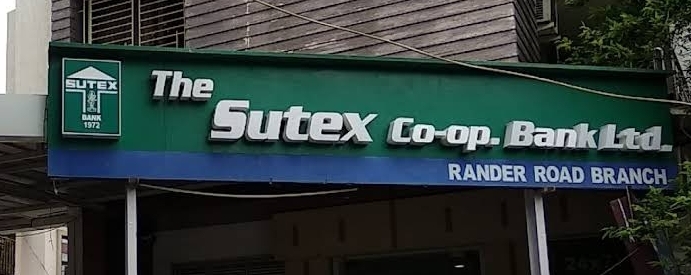 SUTEX
BANK
1972
The
Sutex Co-op. Bank Ltd.
RANDER ROAD BRANCH